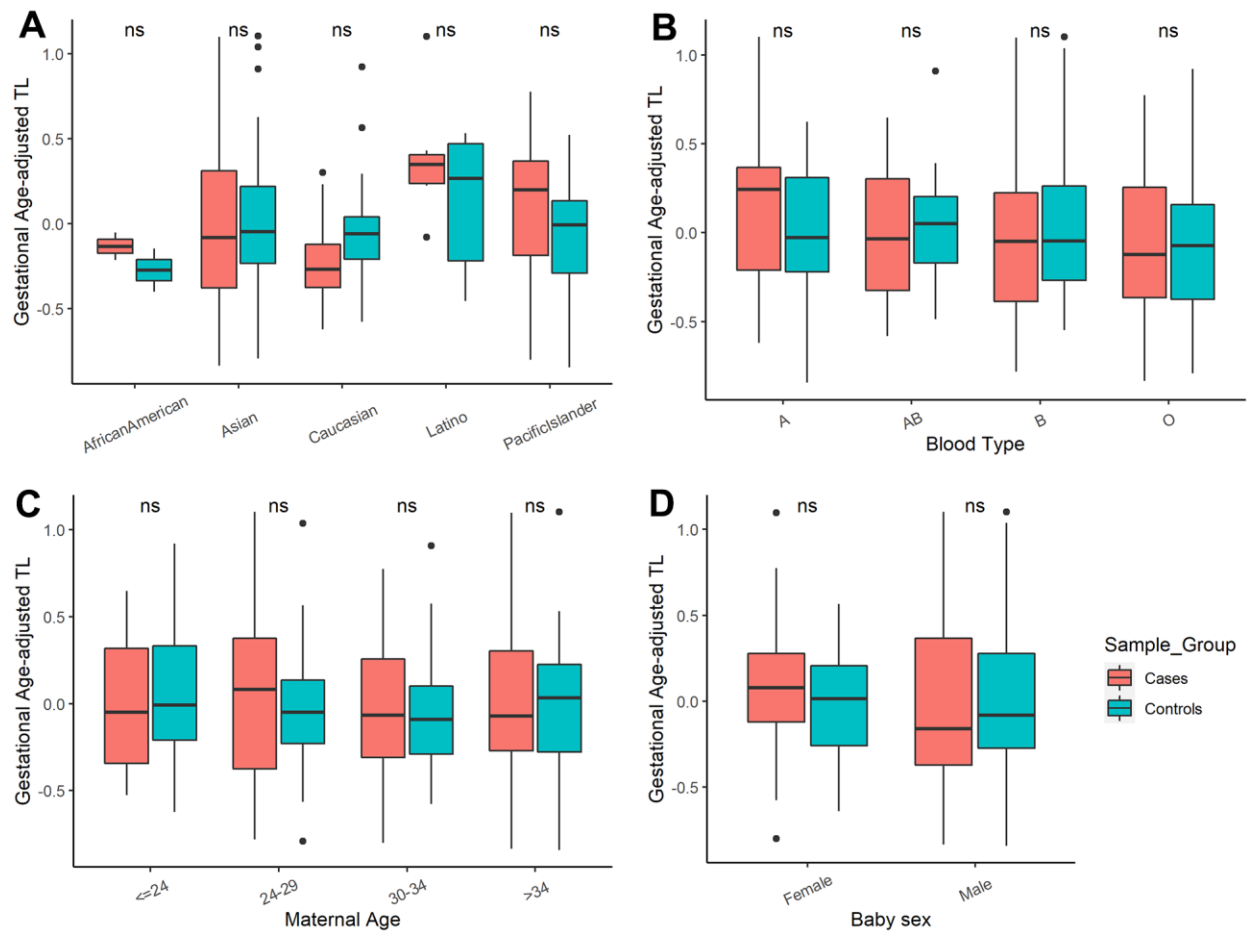 A
ns ns ns ns ns
Gestational Age-adjusted TL
1.0
0.5
0.0
-0.5
AfricanAmerican Asian Caucasian Latino PacificIslander
B
ns ns ns ns
Gestational Age-adjusted TL
1.0
0.5
0.0
-0.5
A AB B O
Blood Type
C
ns ns ns ns
Gestational Age-adjusted TL
1.0
0.5
0.0
-0.5
<=24 24-29 30-34 >34
Maternal Age
D
ns ns
Gestational Age-adjusted TL
1.0
0.5
0.0
-0.5
Female Male
Baby sex
Sample_Group
Cases
Controls